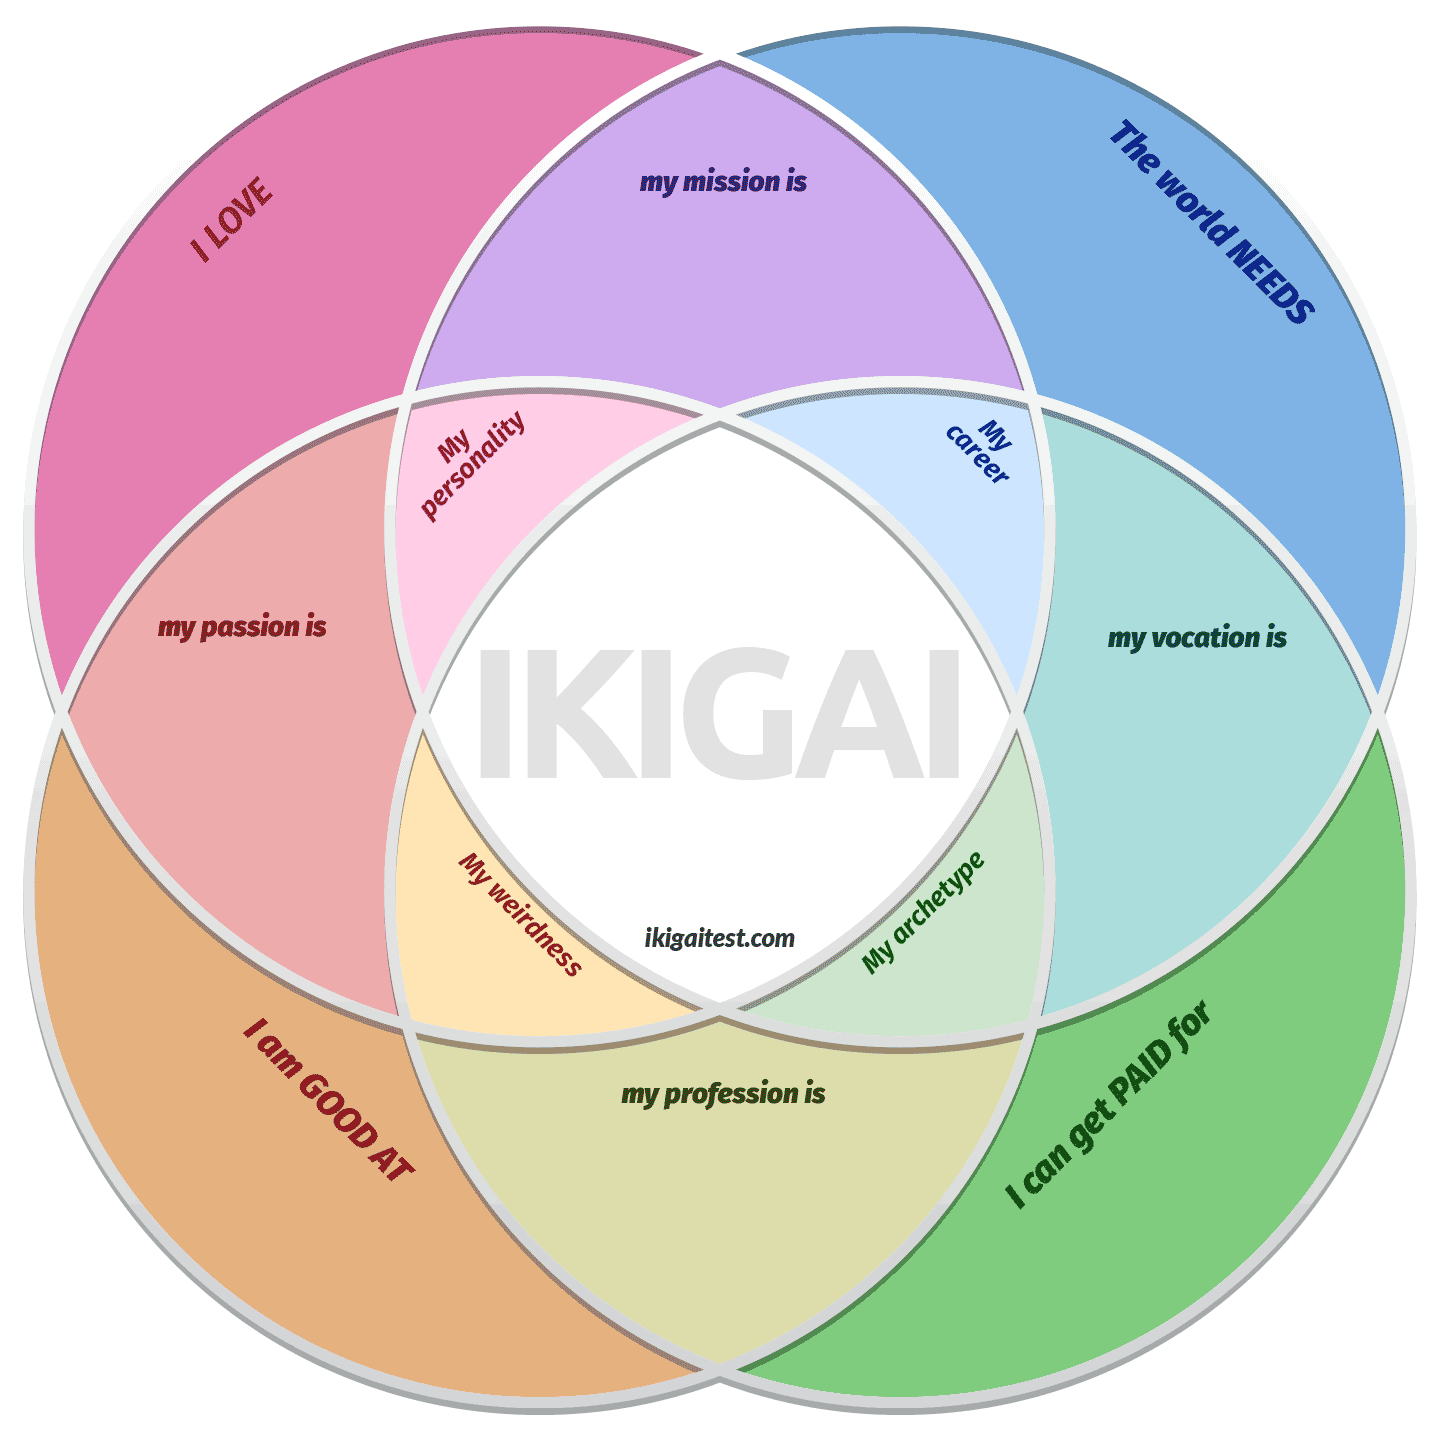 my mission is
The world NEEDS
I LOVE
My
personality
My
career
my passion is
my vocation is
IKIGAI
My weirdness
My archetype
ikigaitest.com
I am GOOD AT
my profession is
I can get PAID for